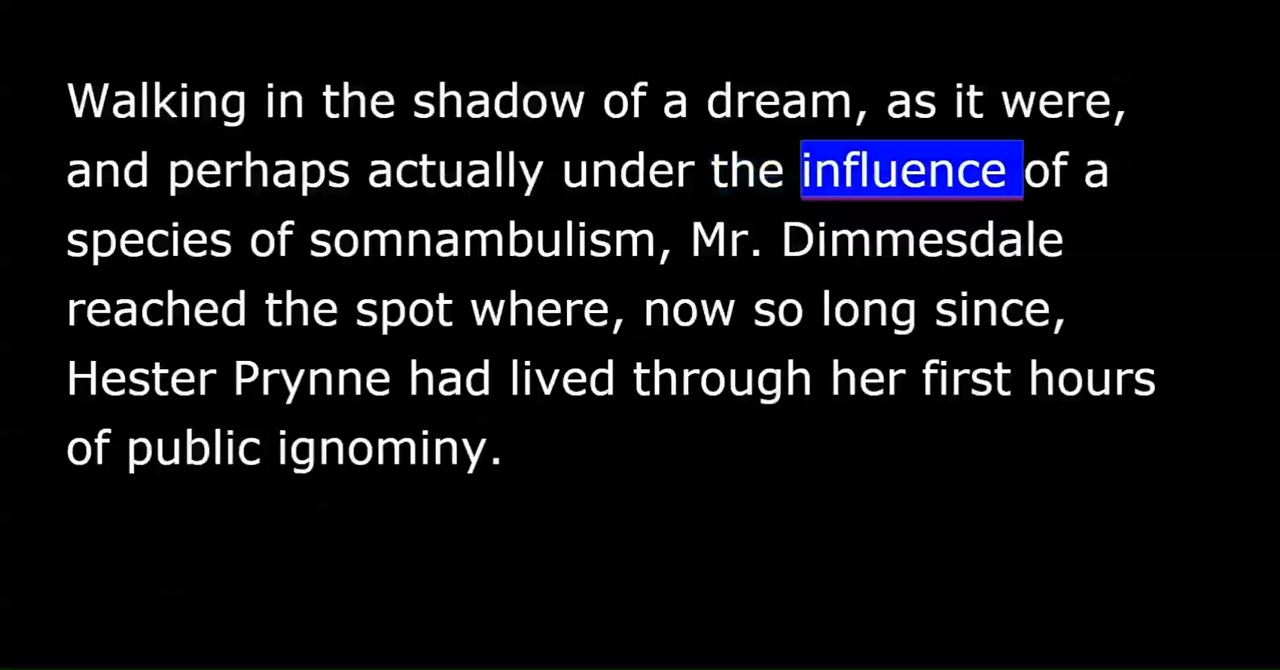 Walking in the shadow of a dream, as it were,
and perhaps actually under the influence of a
species of somnambulism, Mr. Dimmesdale
reached the spot where, now so long since,
Hester Prynne had lived through her first hours
of public ignominy.